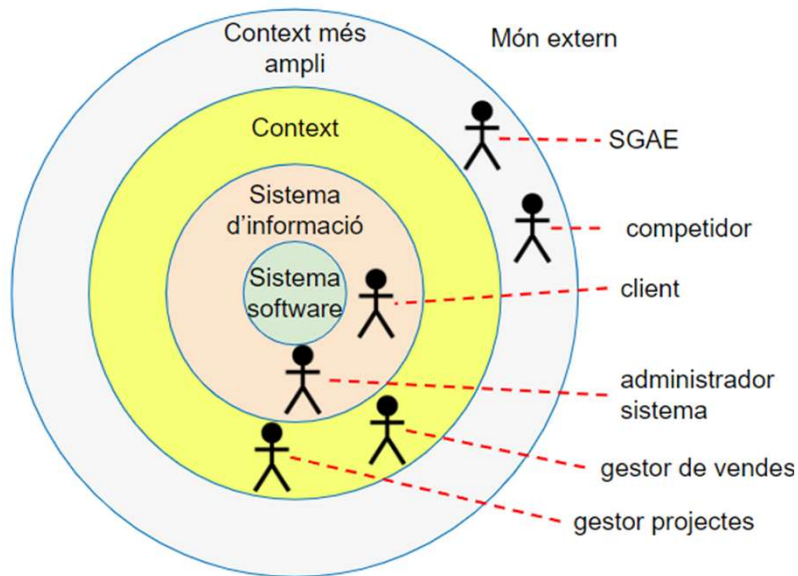 Context més
ampli
Món extern
Context
SGAE
Sistema
d'informació
competidor
Sistema
software
client
administrador
sistema
gestor de vendes
gestor projectes